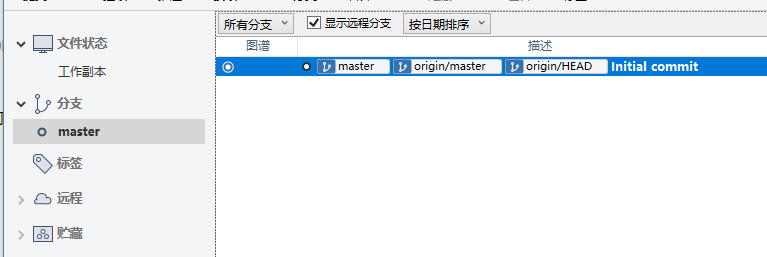 文件状态
工作副本
分支
master
标签
远程
贮藏
所有分支 显示远程分支 按日期排序
图谱 描述
master origin/master origin/HEAD Initial commit